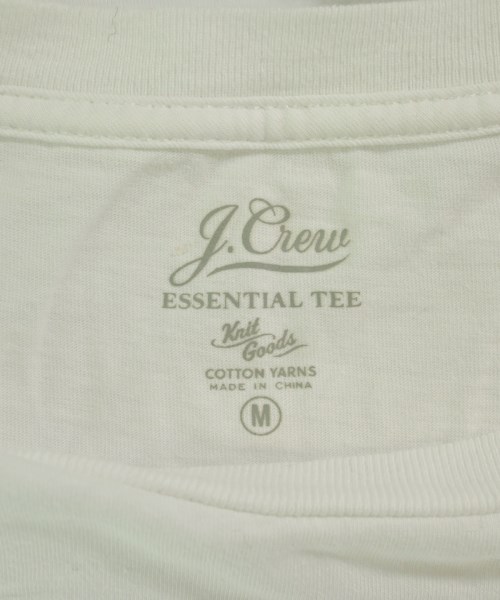 J.Crew
ESSENTIAL TEE
Knit
Goods
COTTON YARNS
MADE IN CHINA
M